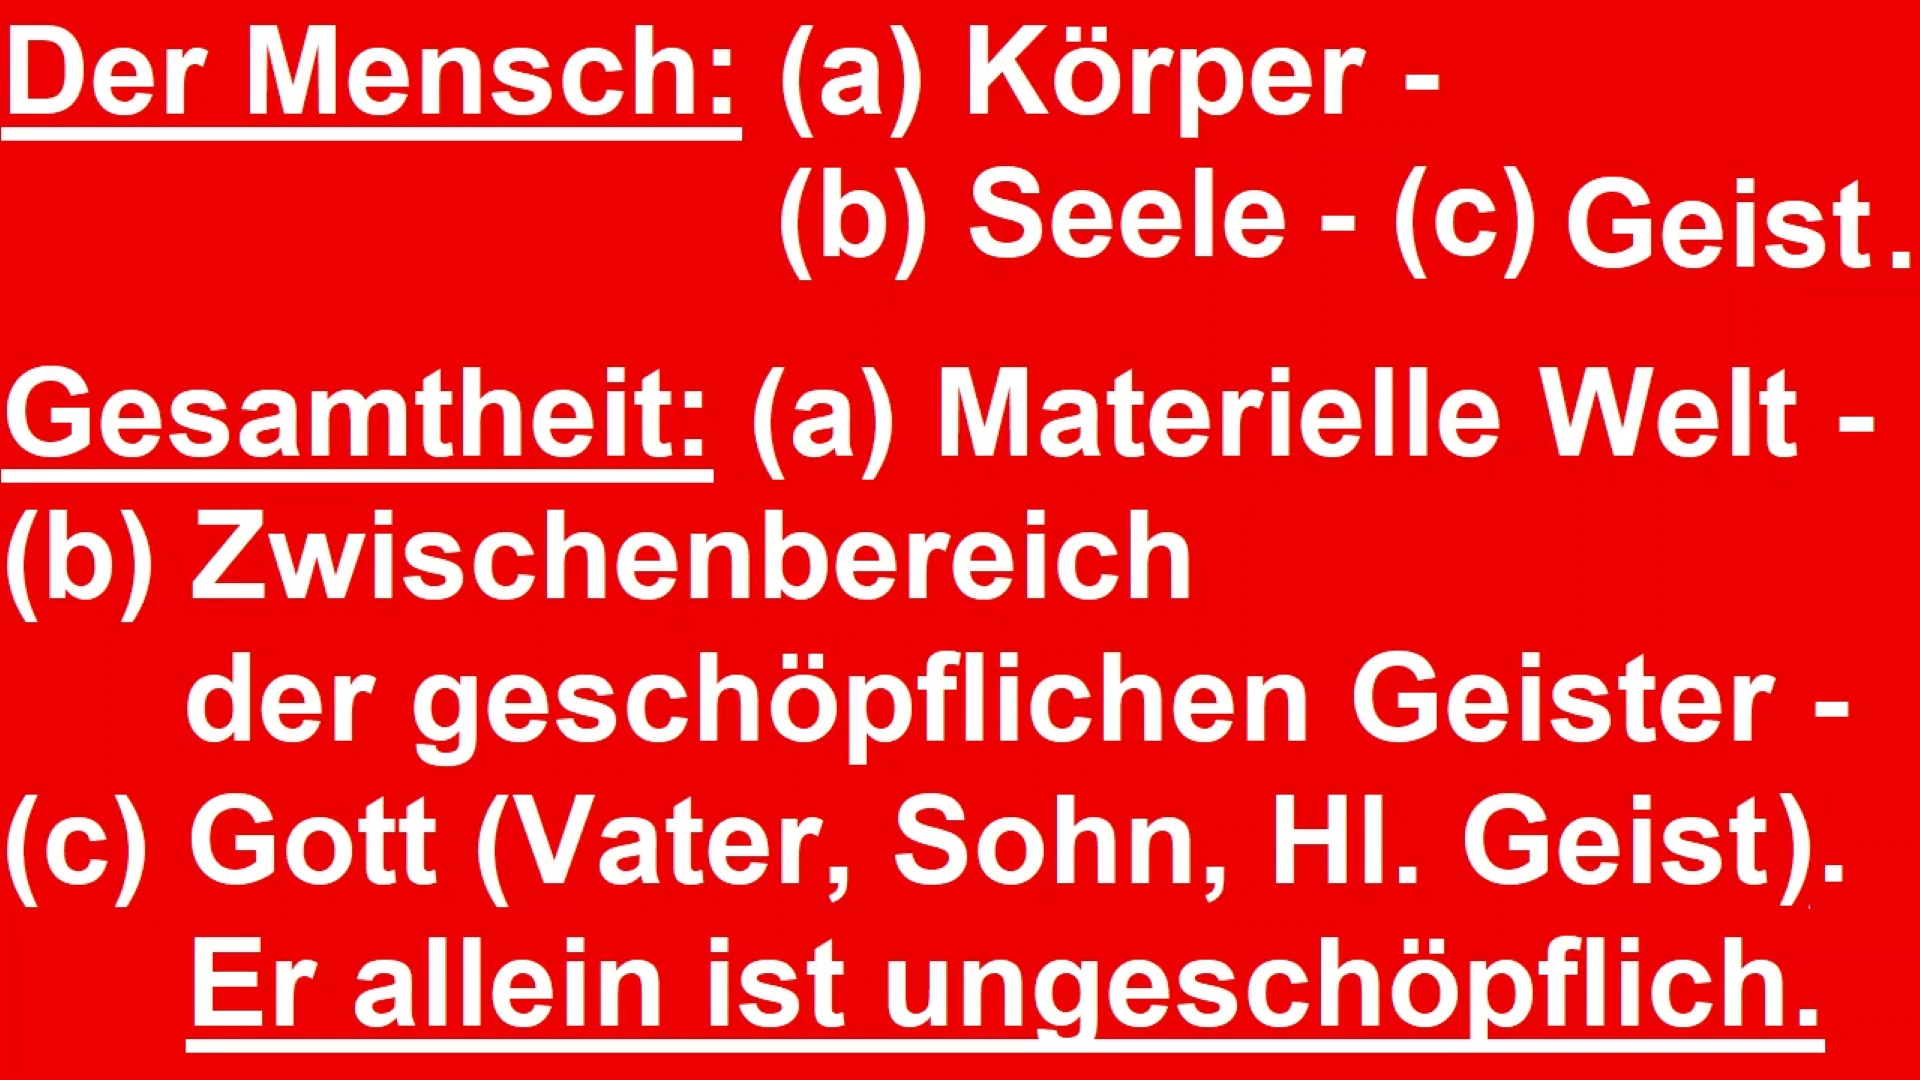 Der Mensch: (a) Körper -
(b) Seele - (c) Geist.
Gesamtheit: (a) Materielle Welt -
(b) Zwischenbereich
der geschöpflichen Geister -
(c) Gott (Vater, Sohn, Hl. Geist).
Er allein ist ungeschöpflich.